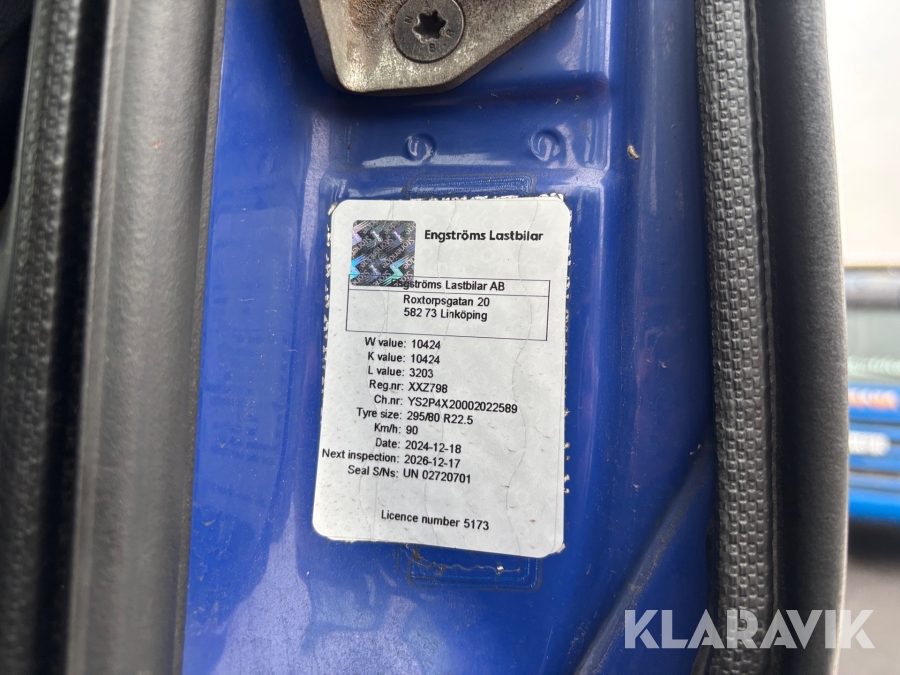 Engströms Lastbilar
Engströms Lastbilar AB
Roxtorpsgatan 20
582 73 Linköping
W value: 10424
K value: 10424
L value: 3203
Reg.nr: XXZ798
Ch.nr: YS2P4X20002022589
Tyre size: 295/80 R22.5
Km/h: 90
Date: 2024-12-18
Next inspection: 2026-12-17
Seal S/Ns: UN 02720701
Licence number 5173
KLARAVIK